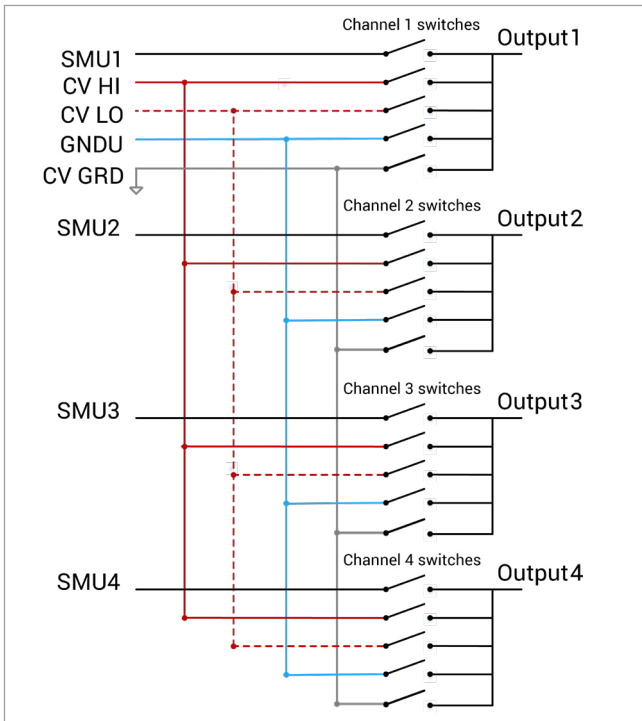 Channel 1 switches
Output1
SMU1
CV HI
CV LO
GNDU
CV GRD
Channel 2 switches
SMU2
Output2
Channel 3 switches
SMU3
Output3
Channel 4 switches
SMU4
Output4